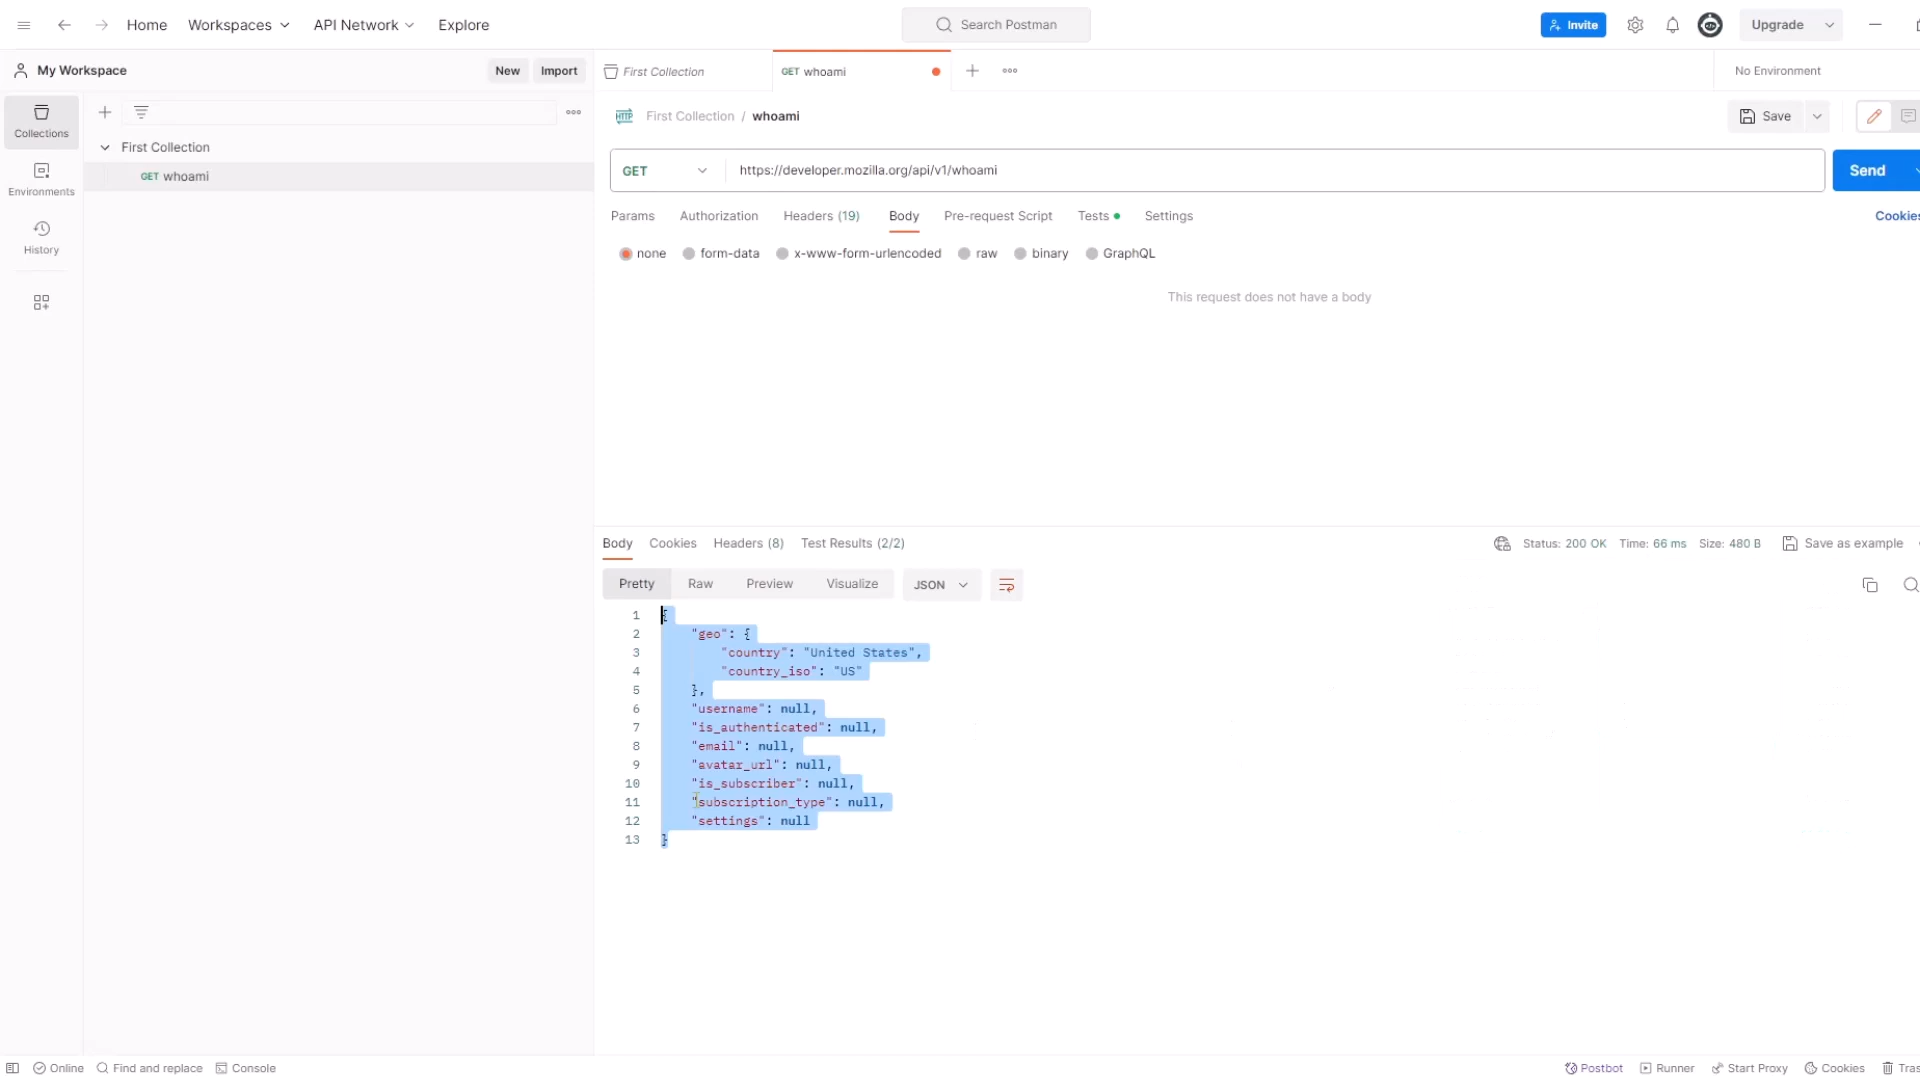 Home Workspaces API Network Explore Search Postman Invite Upgrade
My Workspace New Import First Collection GET whoami No Environment
Collections
Environments
History
First Collection
GET whoami
HTTP First Collection / whoami Save
GET https://developer.mozilla.org/api/v1/whoami Send
Params Authorization Headers (19) Body Pre-request Script Tests Settings Cookies
none form-data x-www-form-urlencoded raw binary GraphQL
This request does not have a body
Body Cookies Headers (8) Test Results (2/2) Status: 200 OK Time: 66 ms Size: 480 B Save as example
Pretty Raw Preview Visualize JSON
1 {
2 "geo": {
3 "country": "United States",
4 "country_iso": "US"
5 },
6 "username": null,
7 "is_authenticated": null,
8 "email": null,
9 "avatar_url": null,
10 "is_subscriber": null,
11 "subscription_type": null,
12 "settings": null
13 }
Online Find and replace Console Postbot Runner Start Proxy Cookies Tras